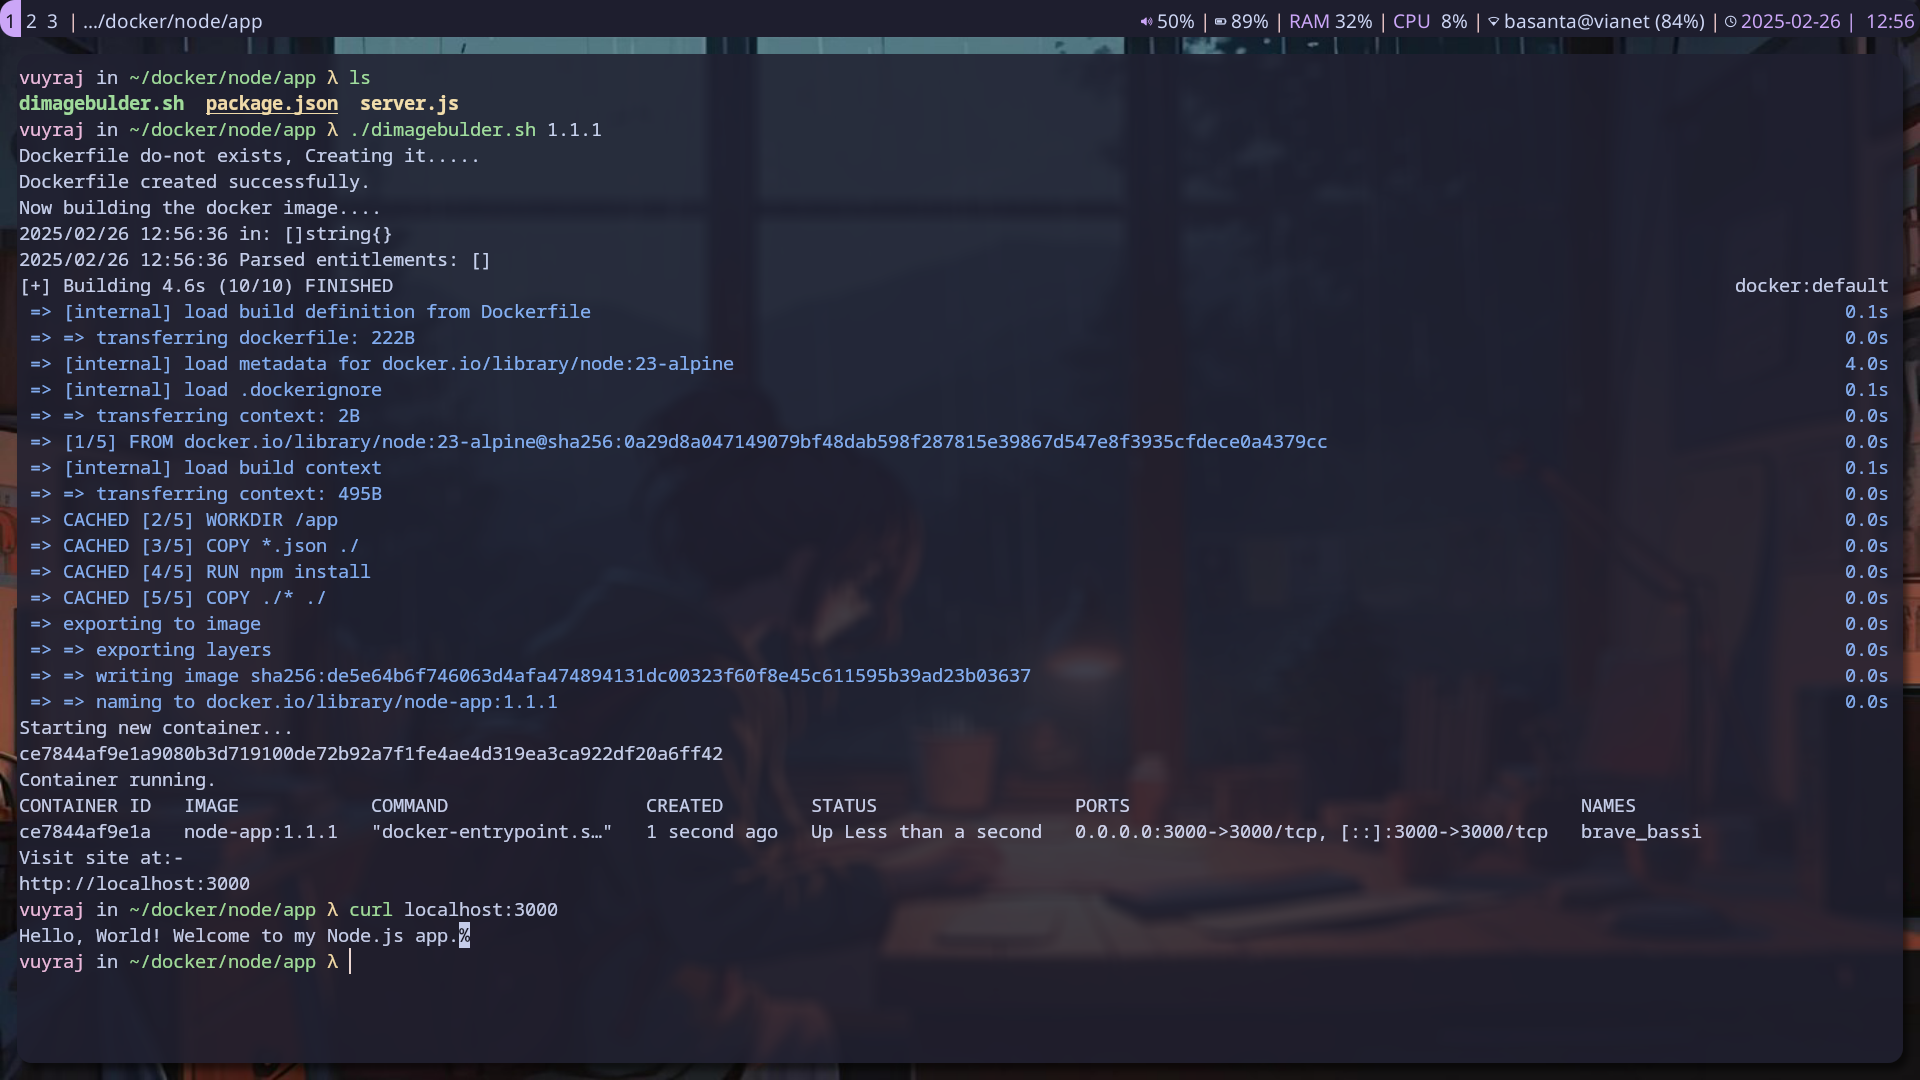 1 2 3 | .../docker/node/app 50% | 89% | RAM 32% | CPU 8% | basanta@vianet (84%) | 2025-02-26 | 12:56
vuyraj in ~/docker/node/app λ ls
dimagebulder.sh package.json server.js
vuyraj in ~/docker/node/app λ ./dimagebulder.sh 1.1.1
Dockerfile do-not exists, Creating it.....
Dockerfile created successfully.
Now building the docker image....
2025/02/26 12:56:36 in: []string{}
2025/02/26 12:56:36 Parsed entitlements: []
[+] Building 4.6s (10/10) FINISHED docker:default
=> [internal] load build definition from Dockerfile 0.1s
=> => transferring dockerfile: 222B 0.0s
=> [internal] load metadata for docker.io/library/node:23-alpine 4.0s
=> [internal] load .dockerignore 0.1s
=> => transferring context: 2B 0.0s
=> [1/5] FROM docker.io/library/node:23-alpine@sha256:0a29d8a047149079bf48dab598f287815e39867d547e8f3935cfdece0a4379cc 0.0s
=> [internal] load build context 0.1s
=> => transferring context: 495B 0.0s
=> CACHED [2/5] WORKDIR /app 0.0s
=> CACHED [3/5] COPY *.json ./ 0.0s
=> CACHED [4/5] RUN npm install 0.0s
=> CACHED [5/5] COPY ./* ./ 0.0s
=> exporting to image 0.0s
=> => exporting layers 0.0s
=> => writing image sha256:de5e64b6f746063d4afa474894131dc00323f60f8e45c611595b39ad23b03637 0.0s
=> => naming to docker.io/library/node-app:1.1.1 0.0s
Starting new container...
ce7844af9e1a9080b3d719100de72b92a7f1fe4ae4d319ea3ca922df20a6ff42
Container running.
CONTAINER ID IMAGE COMMAND CREATED STATUS PORTS NAMES
ce7844af9e1a node-app:1.1.1 "docker-entrypoint.s…" 1 second ago Up Less than a second 0.0.0.0:3000->3000/tcp, [::]:3000->3000/tcp brave_bassi
Visit site at:-
http://localhost:3000
vuyraj in ~/docker/node/app λ curl localhost:3000
Hello, World! Welcome to my Node.js app.%
vuyraj in ~/docker/node/app λ